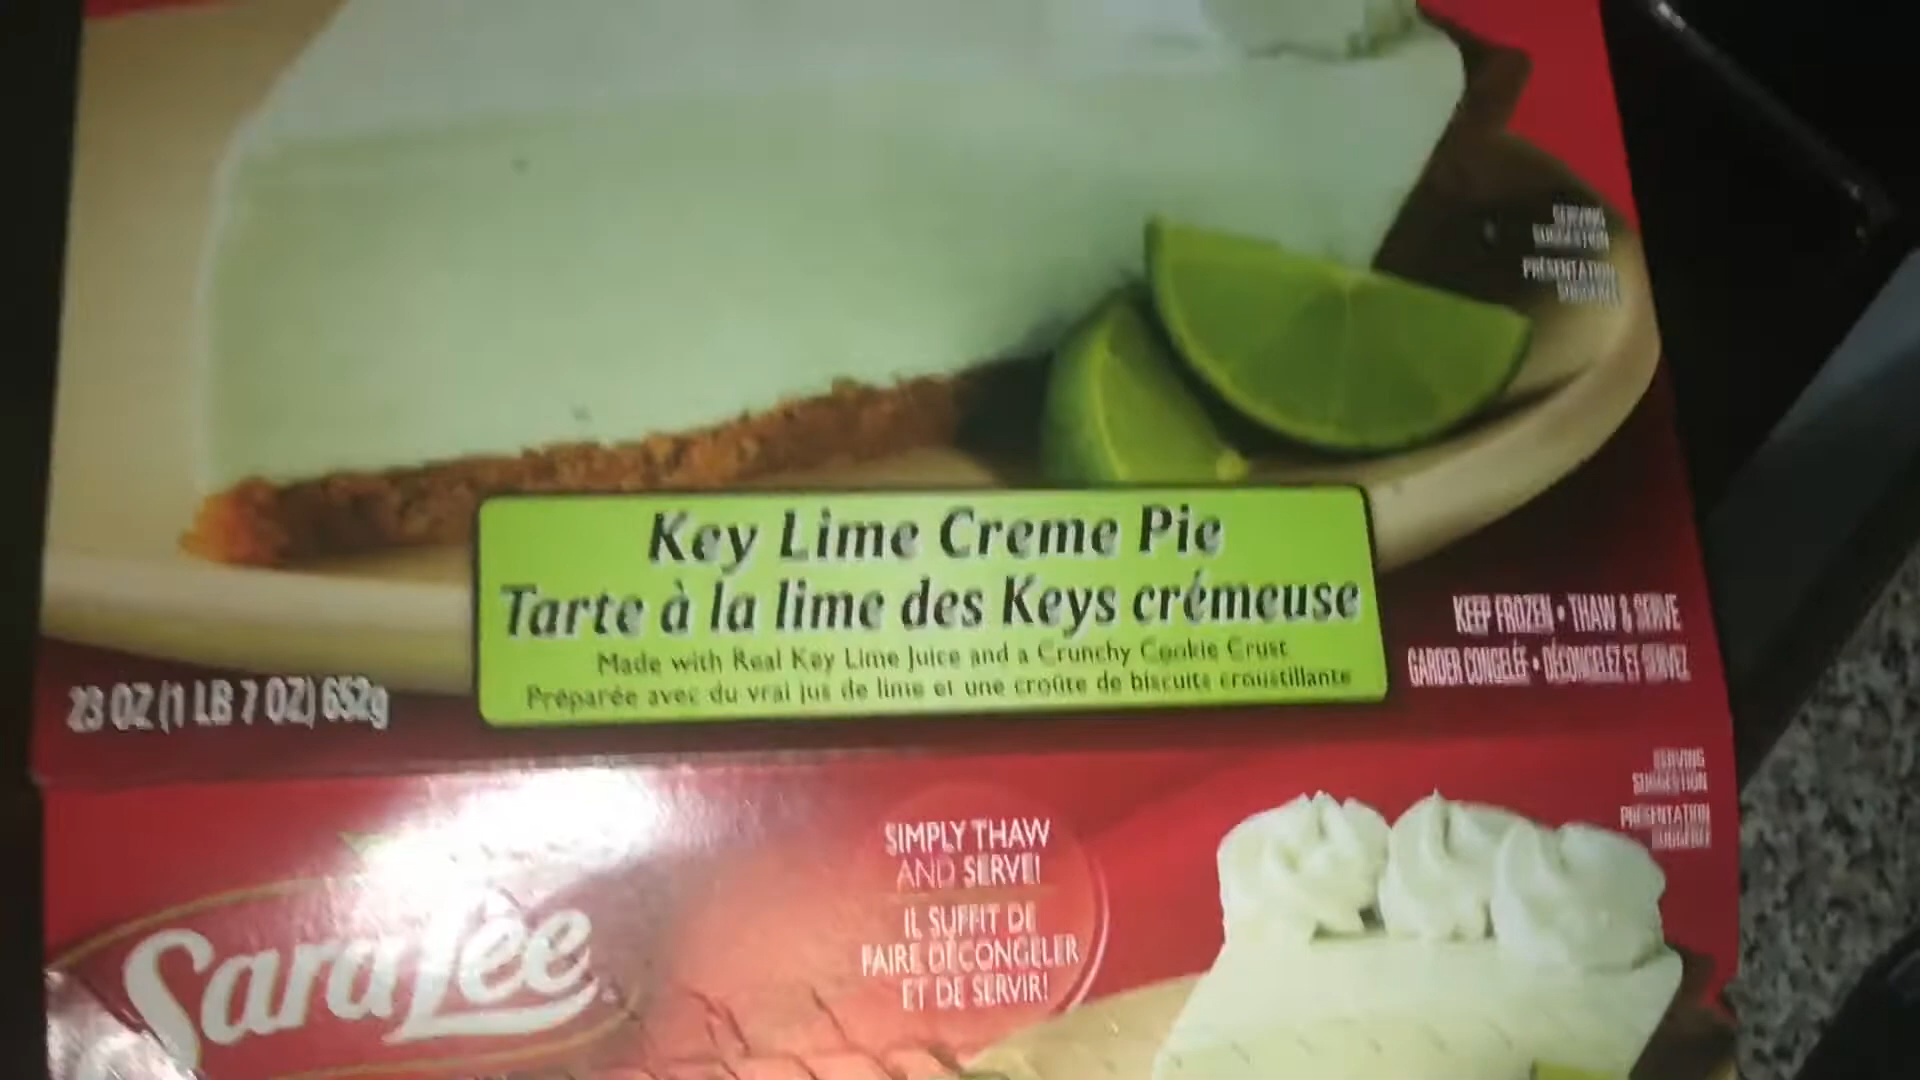 SERVING
SUGGESTION
PRÉSENTATION
SUGGÉRÉE
Key Lime Creme Pie
Tarte à la lime des Keys crémeuse
Made with Real Key Lime Juice and a Crunchy Cookie Crust
Préparée avec du vrai jus de lime et une croûte de biscuits croustillante
KEEP FROZEN • THAW & SERVE
GARDER CONGELÉE • DÉCONGELEZ ET SERVEZ
23 OZ (1 LB 7 OZ) 652g
SERVING
SUGGESTION
PRÉSENTATION
SUGGÉRÉE
SIMPLY THAW
AND SERVE!
IL SUFFIT DE
FAIRE DÉCONGELER
ET DE SERVIR!
Sara Lee